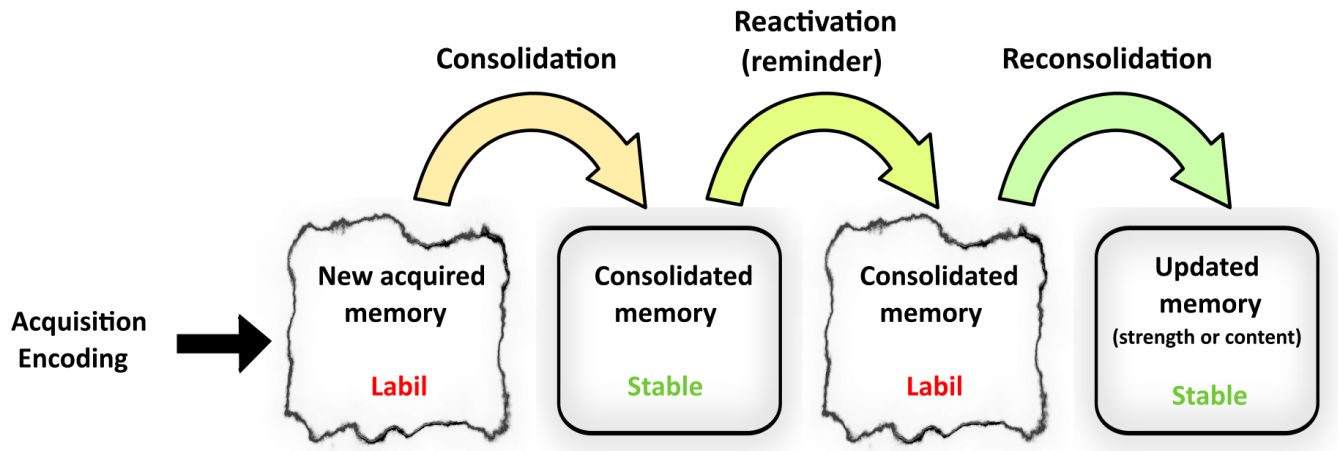 Consolidation
Reactivation
(reminder)
Reconsolidation
Acquisition
Encoding
New acquired
memory
Labil
Consolidated
memory
Stable
Consolidated
memory
Labil
Updated
memory
(strength or content)
Stable